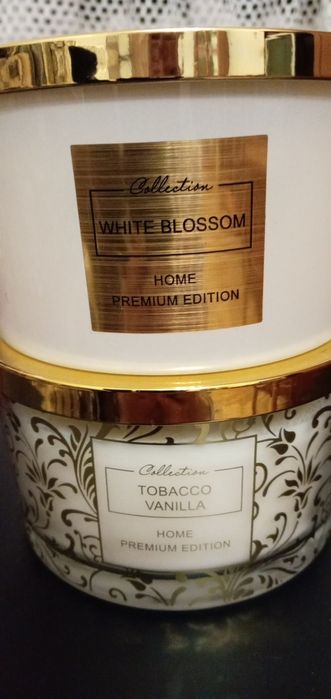 Collection
WHITE BLOSSOM
HOME
PREMIUM EDITION
Collection
TOBACCO
VANILLA
HOME
PREMIUM EDITION